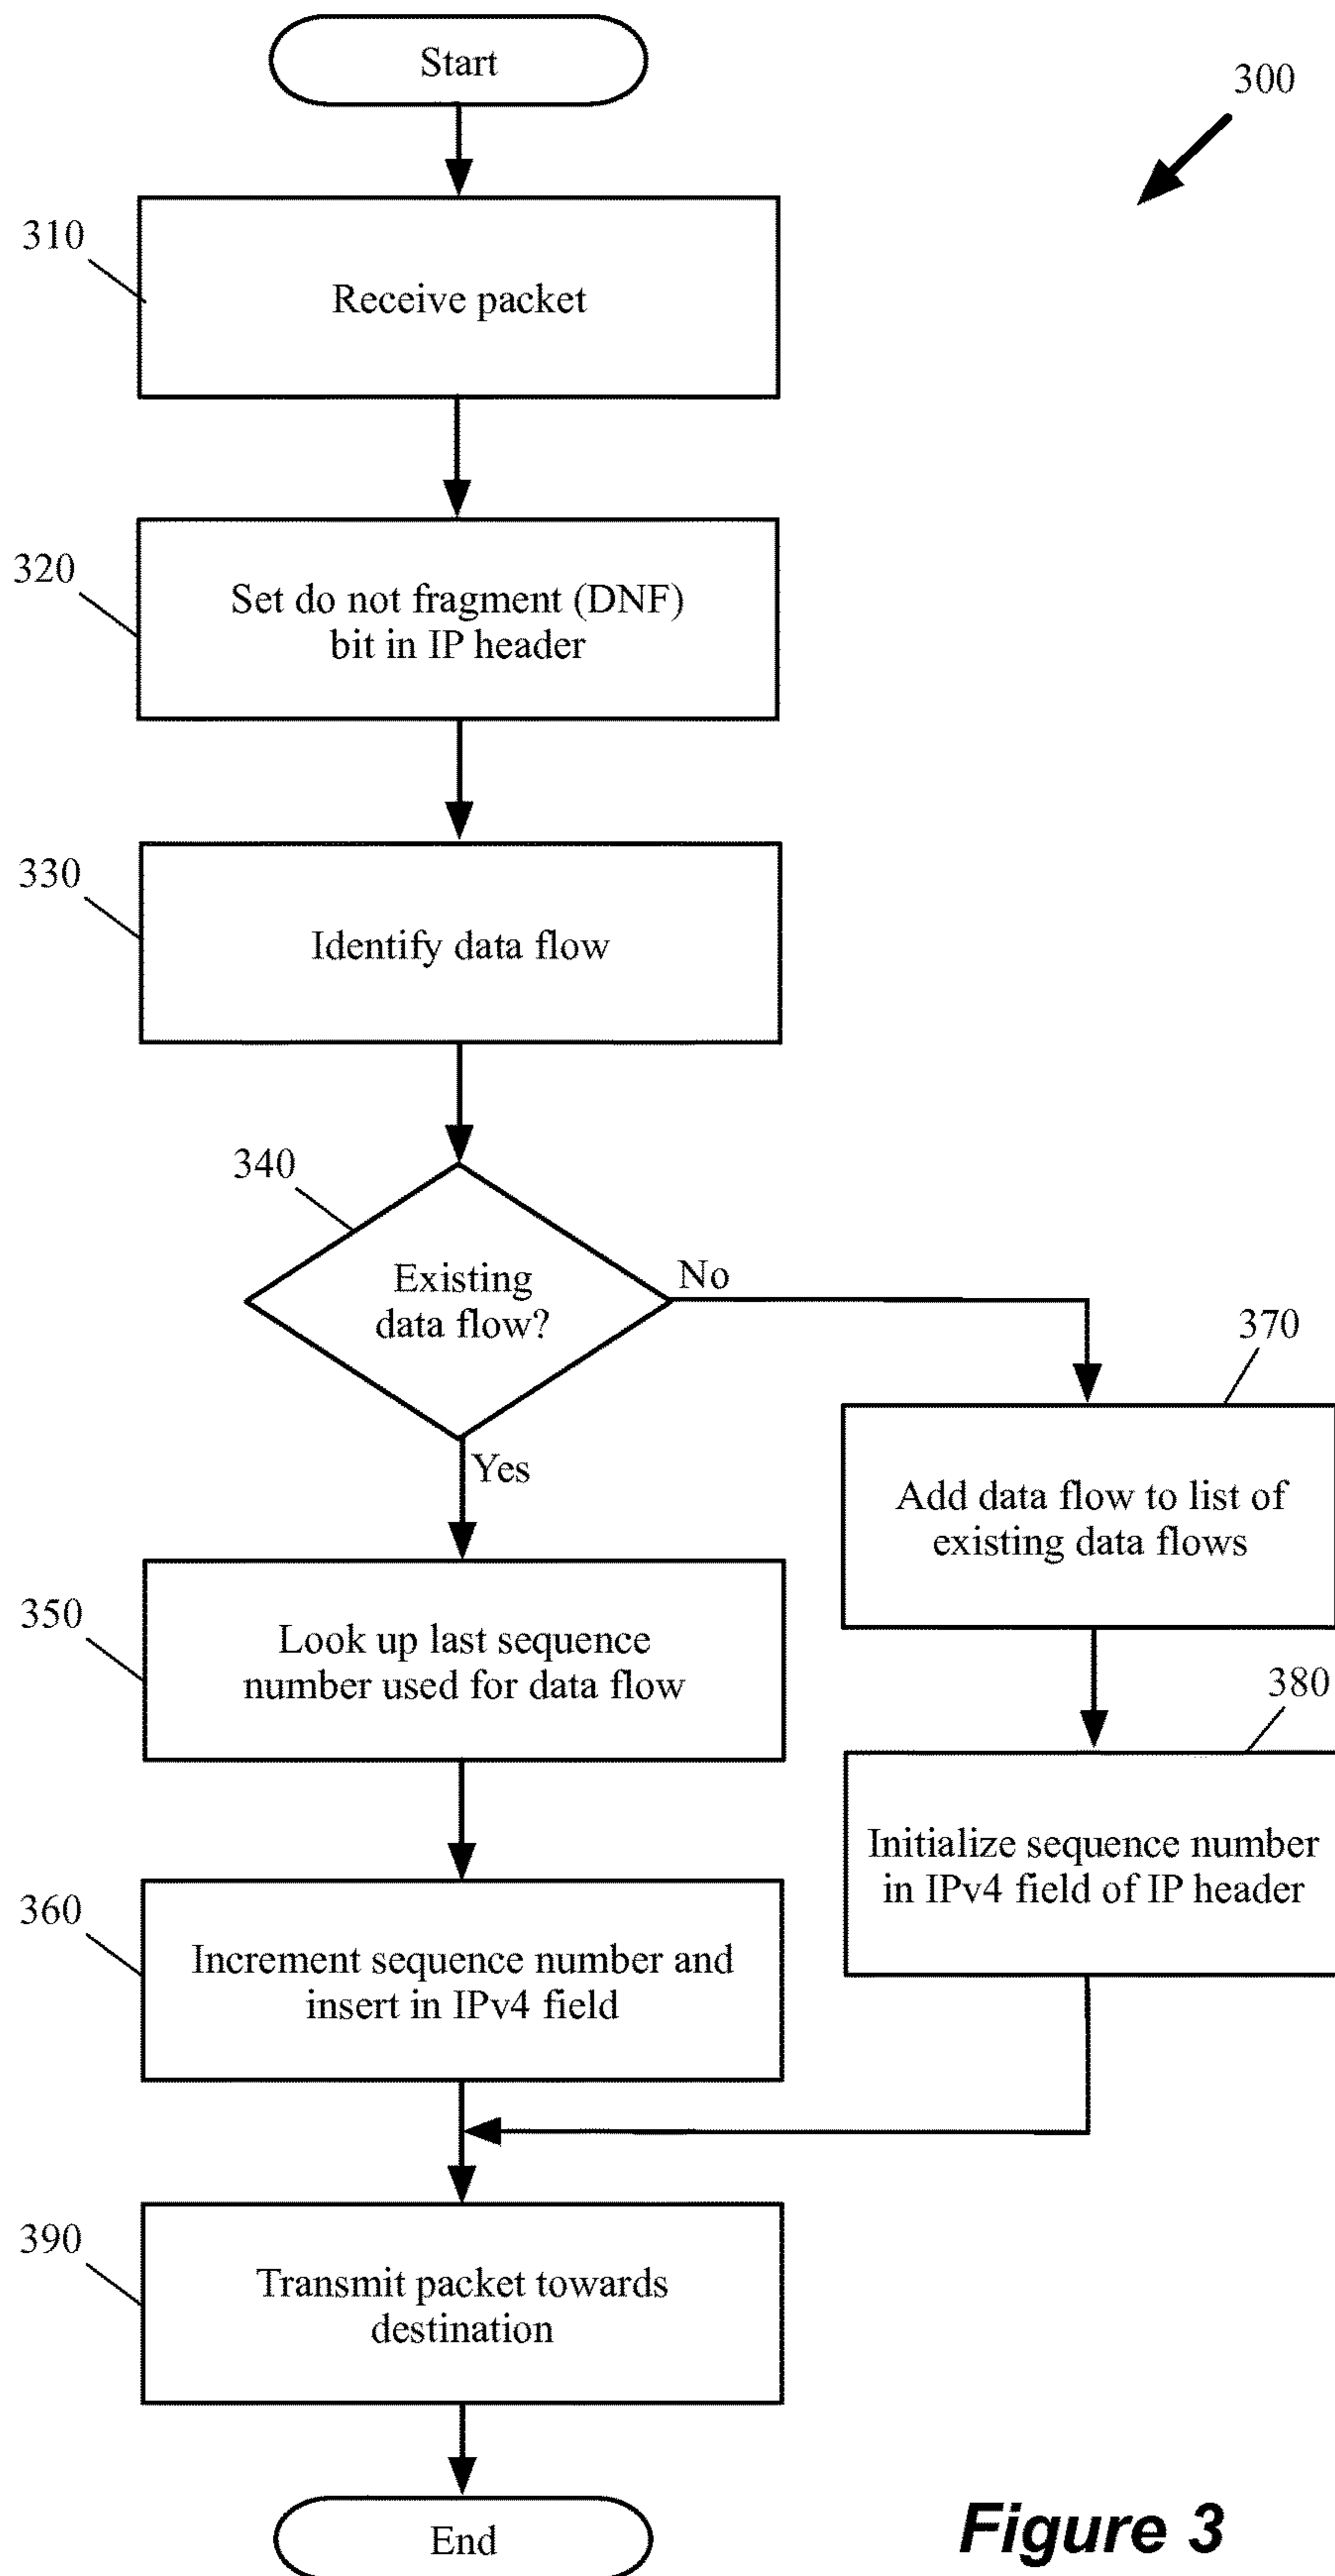 Start
300
310
Receive packet
320
Set do not fragment (DNF)
bit in IP header
330
Identify data flow
340
Existing
data flow?
No
Yes
370
Add data flow to list of
existing data flows
350
Look up last sequence
number used for data flow
380
Initialize sequence number
in IPv4 field of IP header
360
Increment sequence number and
insert in IPv4 field
390
Transmit packet towards
destination
End
Figure 3